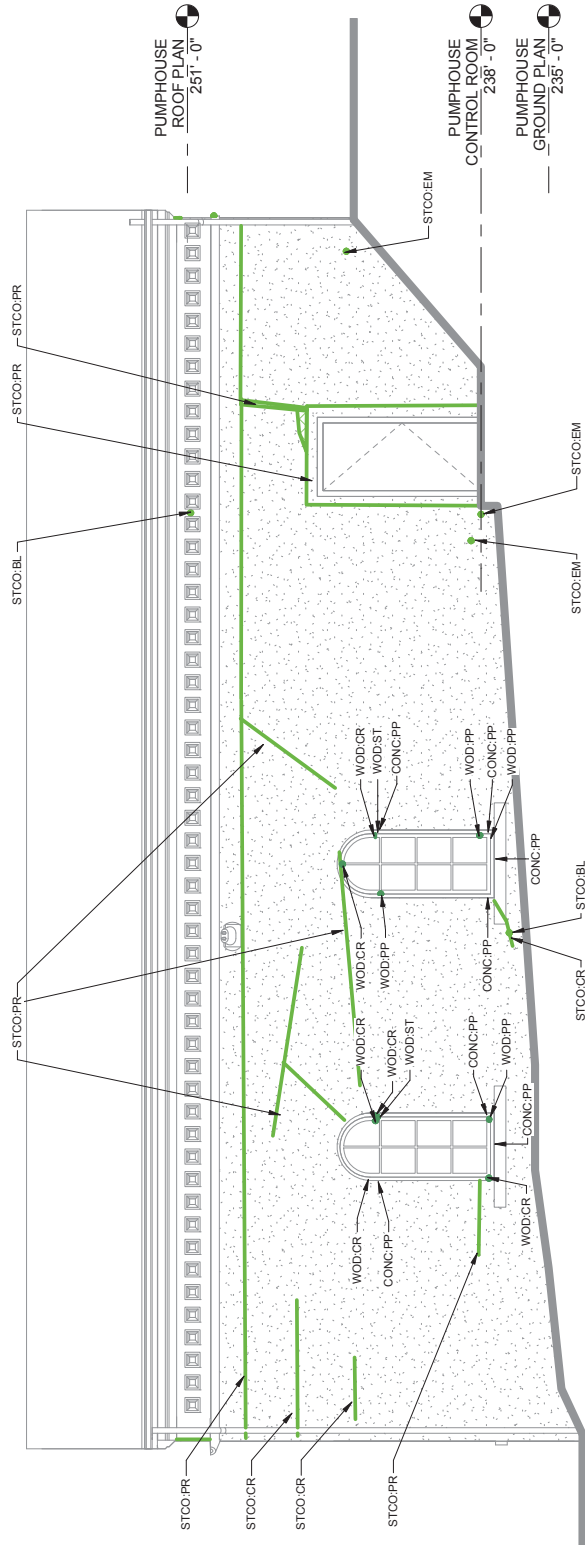 STCO:PR
STCO:BL
STCO:PR
STCO:PR
PUMPHOUSE
ROOF PLAN
251' - 0"
STCO:PR
STCO:CR
STCO:CR
STCO:PR
WOD:CR
CONC:PP
WOD:CR
WOD:CR
WOD:ST
CONC:PP
WOD:PP
CONC:PP
WOD:CR
WOD:CR
WOD:PP
CONC:PP
WOD:CR
WOD:ST
CONC:PP
WOD:PP
CONC:PP
WOD:PP
CONC:PP
STCO:CR
STCO:BL
STCO:EM
STCO:EM
STCO:EM
PUMPHOUSE
CONTROL ROOM
238' - 0"
PUMPHOUSE
GROUND PLAN
235' - 0"